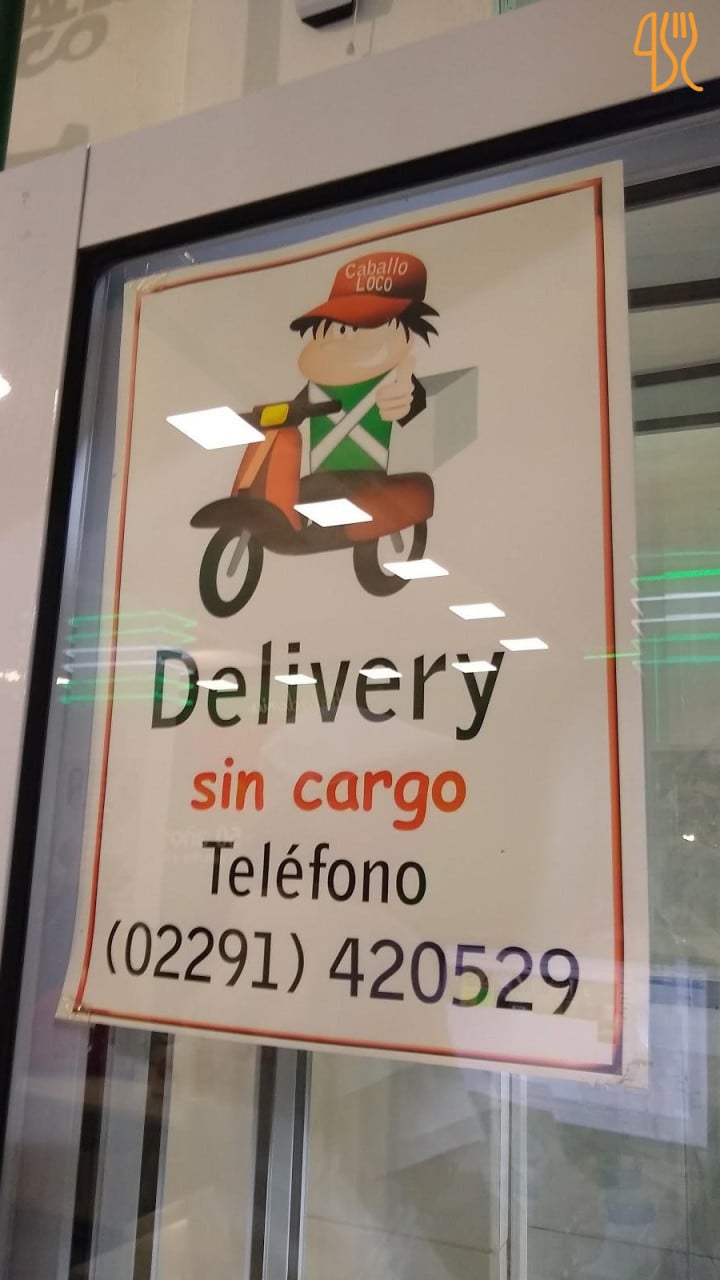 Caballo
Loco
Delivery
sin cargo
Teléfono
(02291) 420529